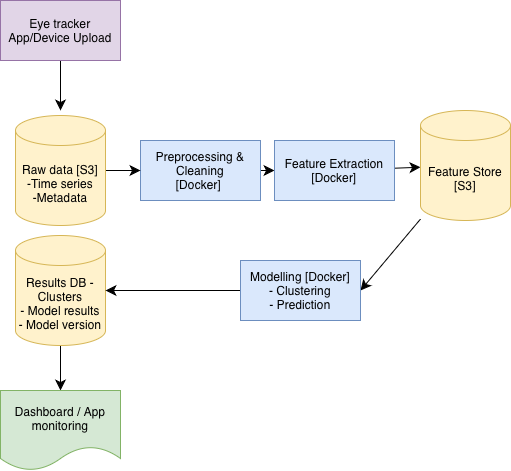 Eye tracker
App/Device Upload
Raw data [S3]
-Time series
-Metadata
Preprocessing &
Cleaning
[Docker]
Feature Extraction
[Docker]
Feature Store
[S3]
Modelling [Docker]
- Clustering
- Prediction
Results DB -
Clusters
- Model results
- Model version
Dashboard / App
monitoring